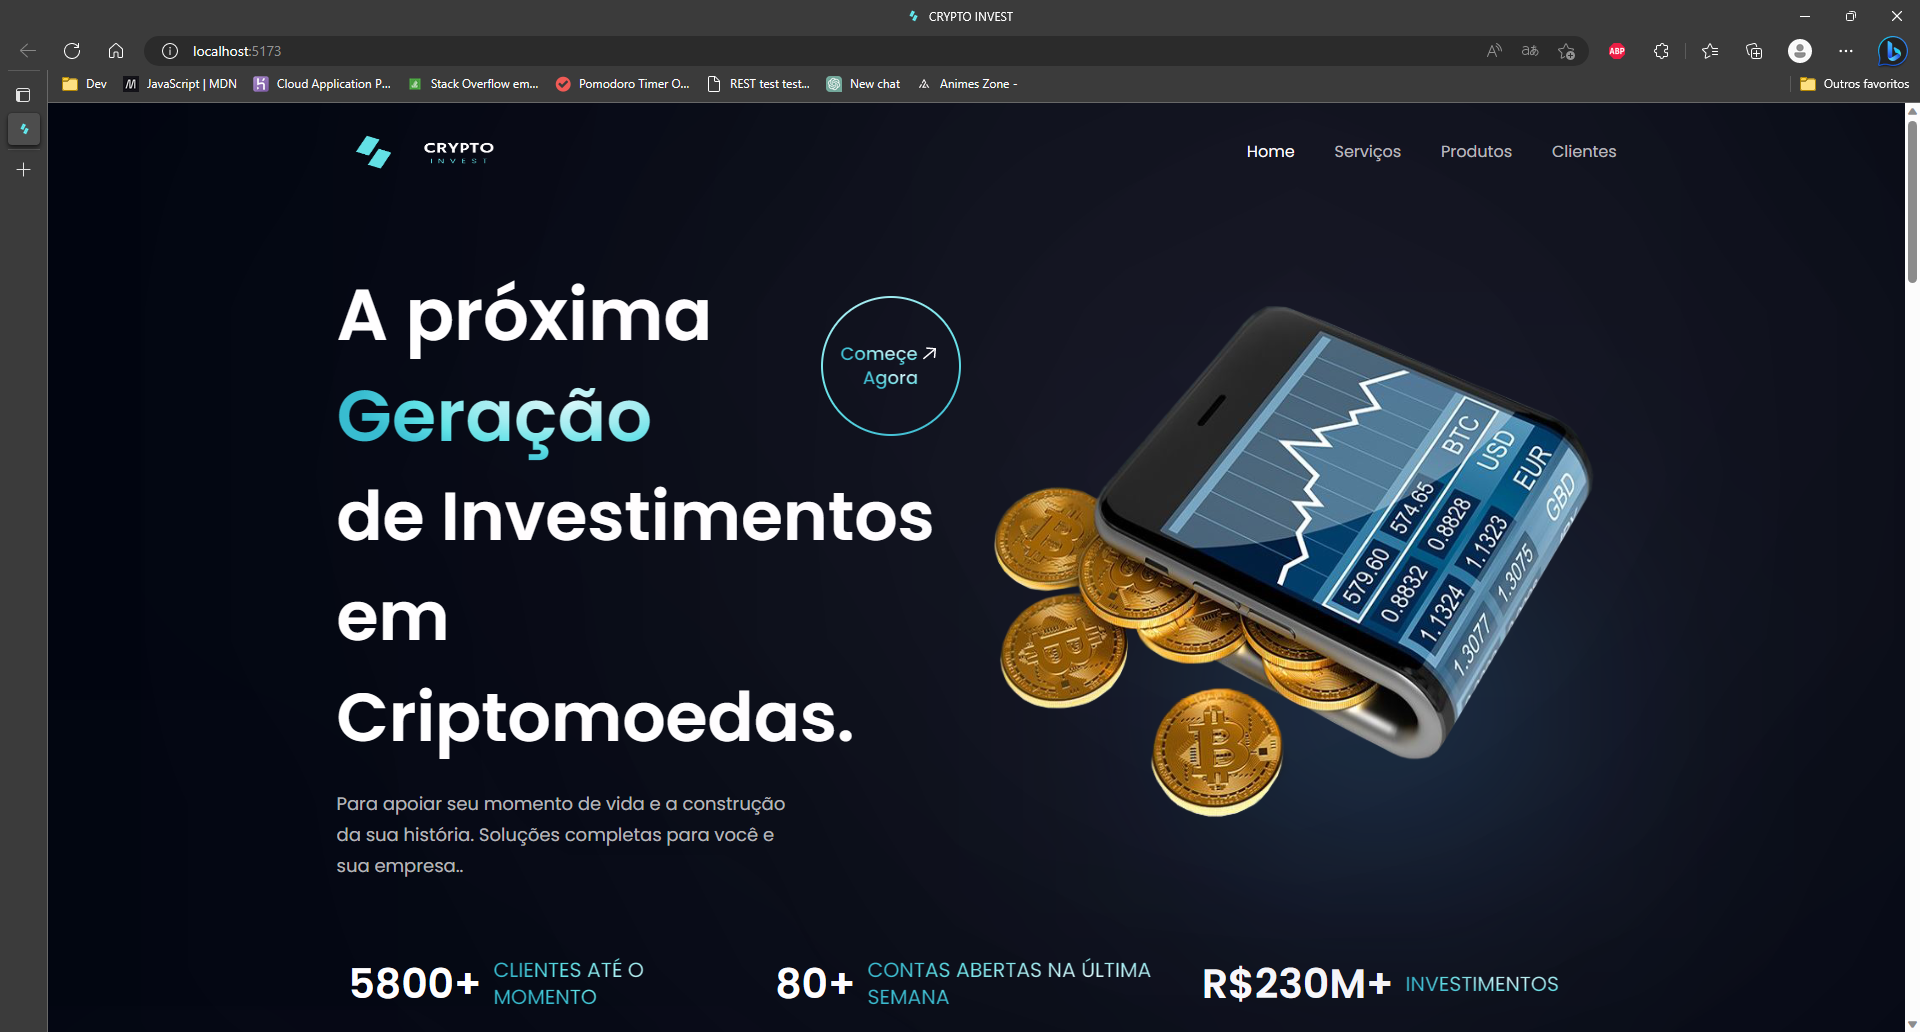 CRYPTO INVEST
localhost:5173
Dev
JavaScript | MDN
Cloud Application P...
Stack Overflow em...
Pomodoro Timer O...
REST test test...
New chat
Animes Zone -
Outros favoritos
ABP
CRYPTO
INVEST
Home
Serviços
Produtos
Clientes
A próxima
Geração
de Investimentos
em
Criptomoedas.
Começe
Agora
BTC
USD
EUR
GBD
579.60 574.65
0.8832 0.8828
1.1324 1.1323
1.3077 1.3075
Para apoiar seu momento de vida e a construção
da sua história. Soluções completas para você e
sua empresa..
5800+
CLIENTES ATÉ O
MOMENTO
80+
CONTAS ABERTAS NA ÚLTIMA
SEMANA
R$230M+
INVESTIMENTOS